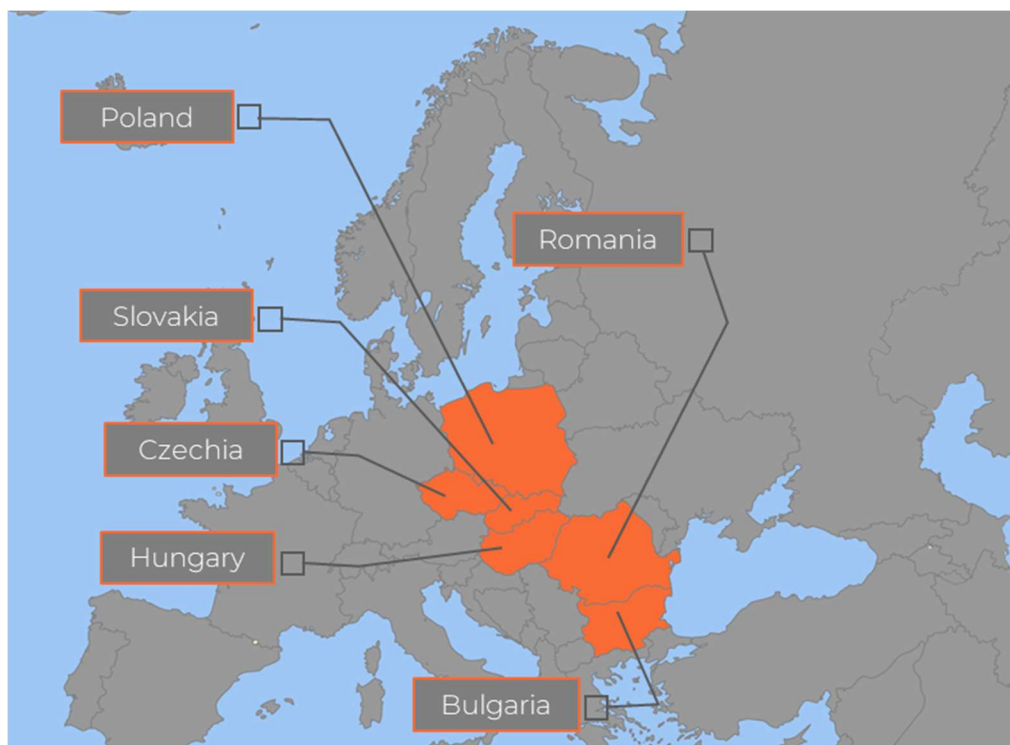 Poland
Romania
Slovakia
Czechia
Hungary
Bulgaria